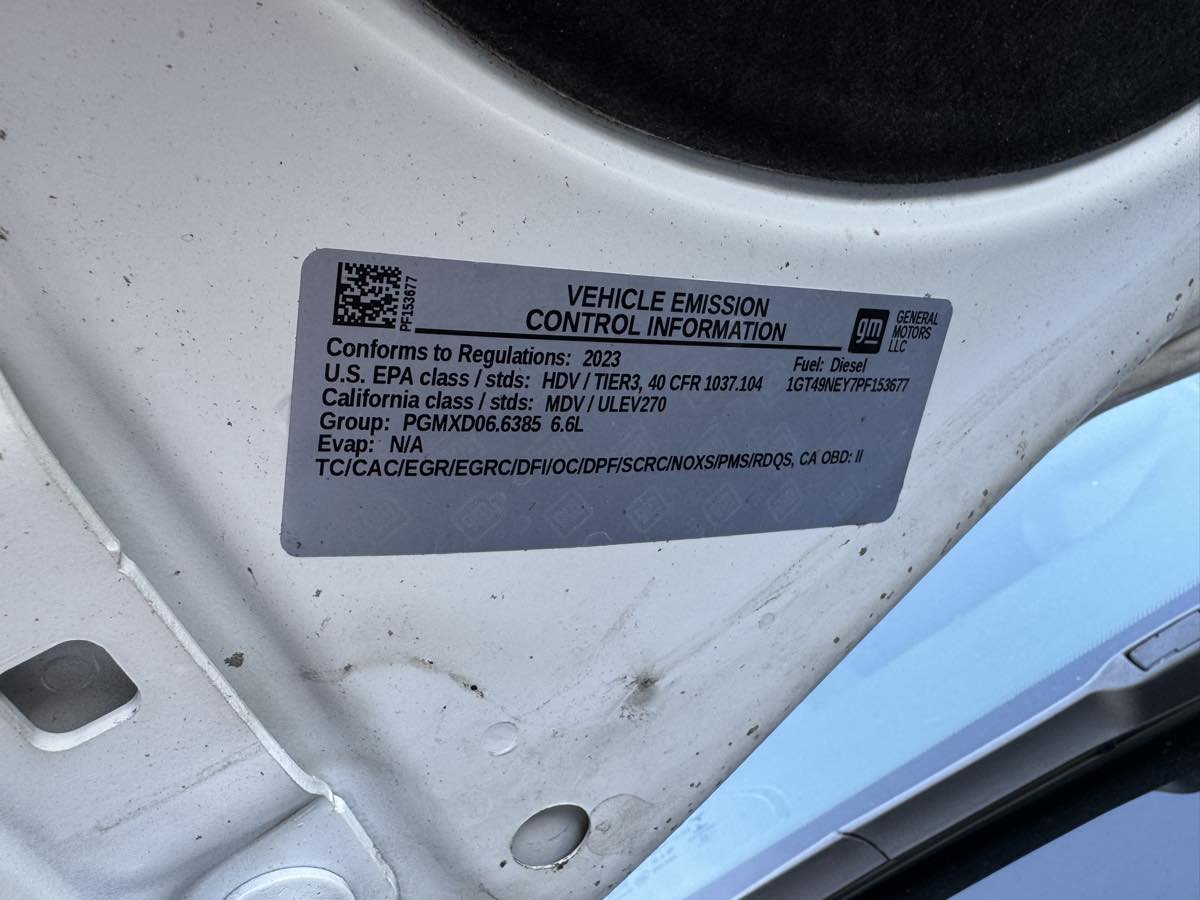 PF153677
VEHICLE EMISSION
CONTROL INFORMATION
gm
GENERAL
MOTORS
LLC
Conforms to Regulations: 2023
Fuel: Diesel
U.S. EPA class / stds: HDV / TIER3, 40 CFR 1037.104
1GT49NEY7PF153677
California class / stds: MDV / ULEV270
Group: PGMXD06.6385 6.6L
Evap: N/A
TC/CAC/EGR/EGRC/DFI/OC/DPF/SCRC/NOXS/PMS/RDQS, CA OBD: II